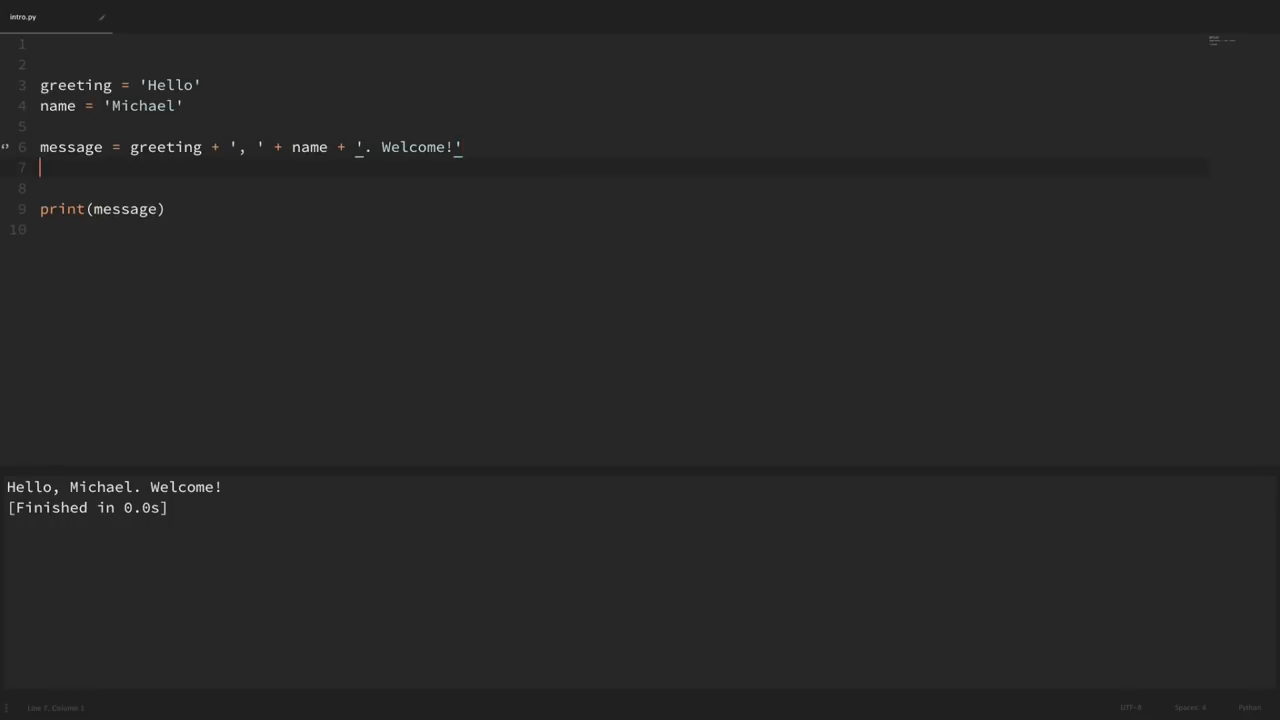 intro.py
1
2
3 greeting = 'Hello'
4 name = 'Michael'
5
6 message = greeting + ', ' + name + '. Welcome!'
7
8
9 print(message)
10
Hello, Michael. Welcome!
[Finished in 0.0s]
Line 7, Column 1 UTF-8 Spaces: 4 Python